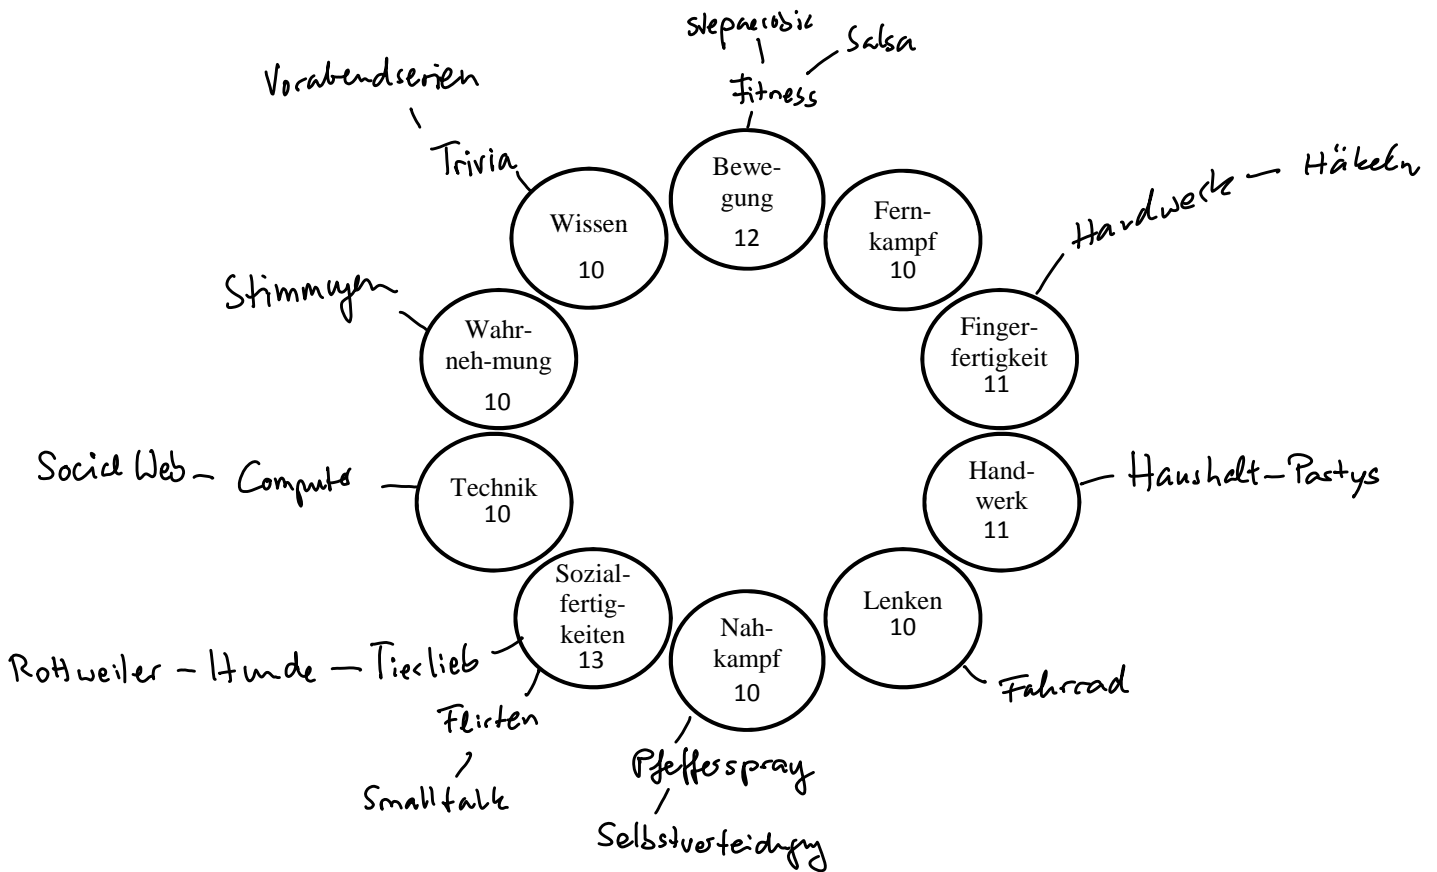 Stepaerobic
Salsa
Fitness
Vorabendserien
Trivia
Bewe-
gung
12
Wissen
10
Fern-
kampf
10
Handwerk - Häkeln
Stimmungen
Wahr-
neh-mung
10
Finger-
fertigkeit
11
Social Web - Computer
Technik
10
Hand-
werk
11
Haushalt - Partys
Sozial-
fertig-
keiten
13
Nah-
kampf
10
Lenken
10
Rottweiler - Hunde - Tierlieb
Fahrrad
Flirten
Smalltalk
Pfefferspray
Selbstverteidigung